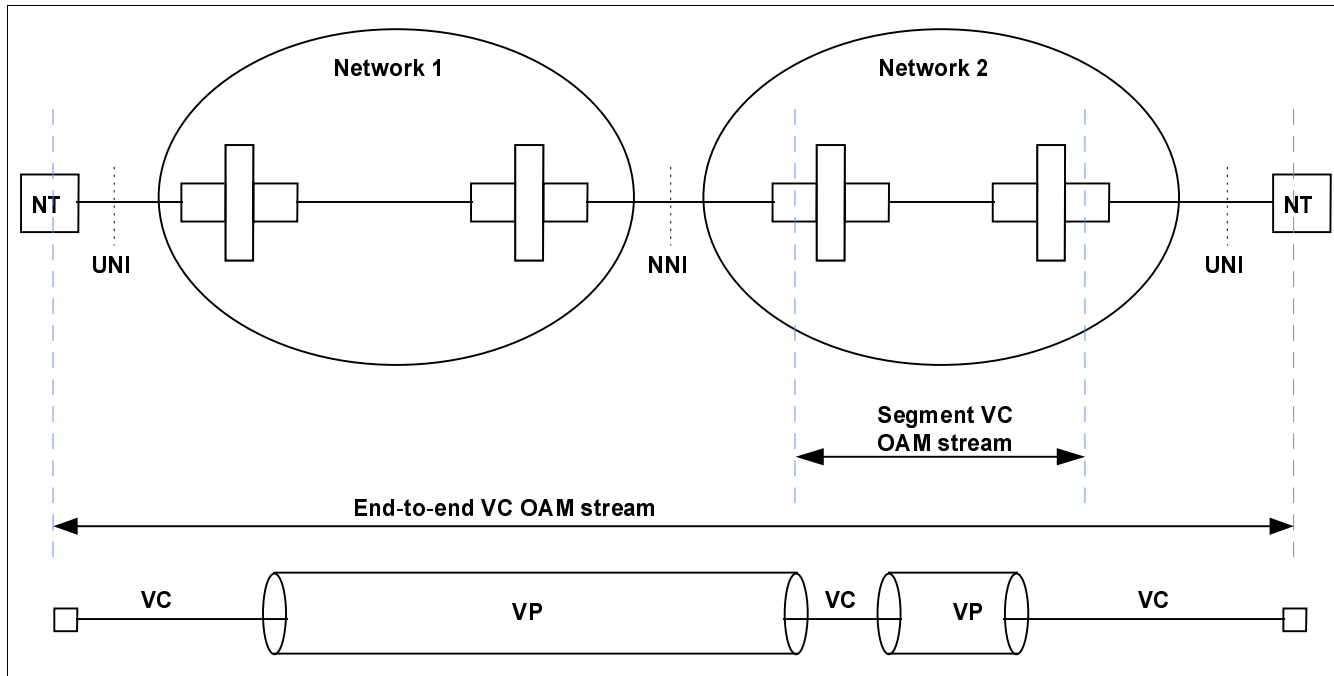 Network 1
Network 2
NT
NT
UNI
NNI
UNI
Segment VC
OAM stream
End-to-end VC OAM stream
VC
VP
VC
VP
VC